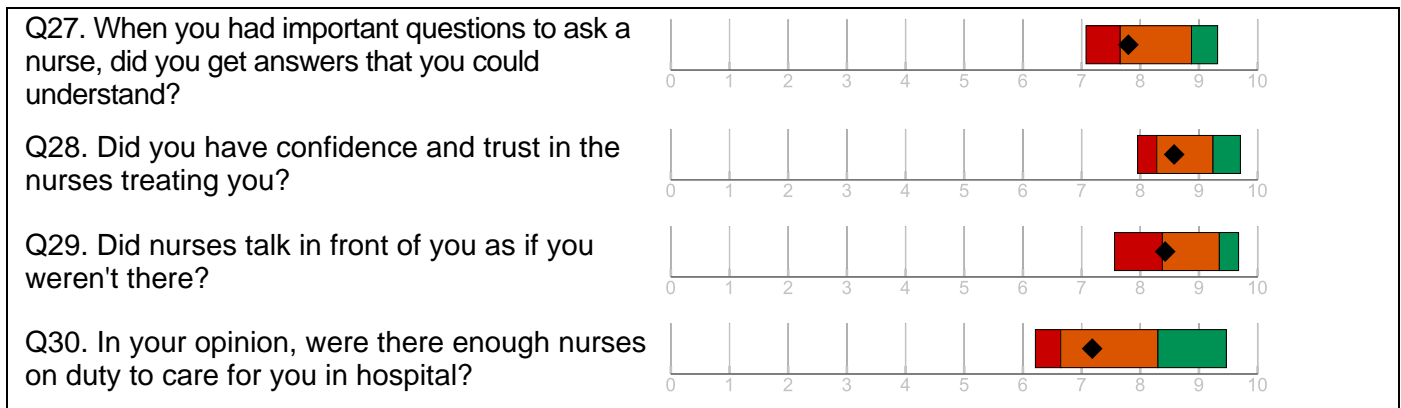 Q27. When you had important questions to ask a
nurse, did you get answers that you could
understand?
0 1 2 3 4 5 6 7 8 9 10
Q28. Did you have confidence and trust in the
nurses treating you?
0 1 2 3 4 5 6 7 8 9 10
Q29. Did nurses talk in front of you as if you
weren't there?
0 1 2 3 4 5 6 7 8 9 10
Q30. In your opinion, were there enough nurses
on duty to care for you in hospital?
0 1 2 3 4 5 6 7 8 9 10